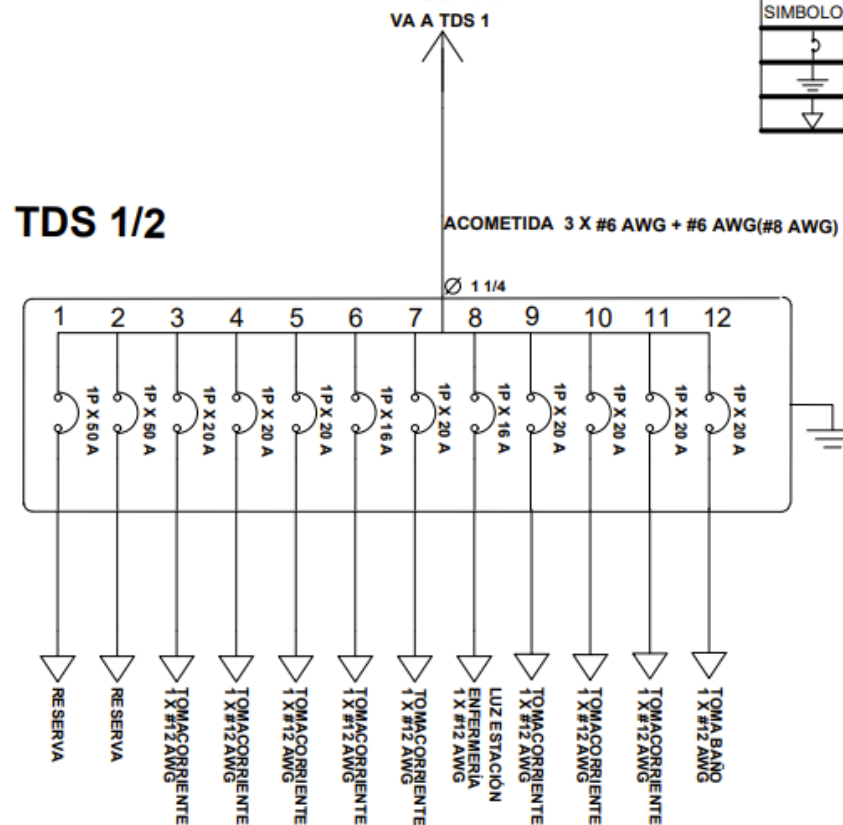 VA A TDS 1
SIMBOLO
TDS 1/2
ACOMETIDA 3 X #6 AWG + #6 AWG(#8 AWG)
Ø 1 1/4
1 2 3 4 5 6 7 8 9 10 11 12
1P X 50 A
1P X 50 A
1P X 20 A
1P X 20 A
1P X 20 A
1P X 16 A
1P X 20 A
1P X 16 A
1P X 20 A
1P X 20 A
1P X 20 A
1P X 20 A
RESERVA
RESERVA
TOMACORRIENTE
1 X #12 AWG
TOMACORRIENTE
1 X #12 AWG
TOMACORRIENTE
1 X #12 AWG
TOMACORRIENTE
1 X #12 AWG
TOMACORRIENTE
1 X #12 AWG
LUZ ESTACIÓN
ENFERMERÍA
1 X #12 AWG
TOMACORRIENTE
1 X #12 AWG
TOMACORRIENTE
1 X #12 AWG
TOMACORRIENTE
1 X #12 AWG
TOMA BAÑO
1 X #12 AWG